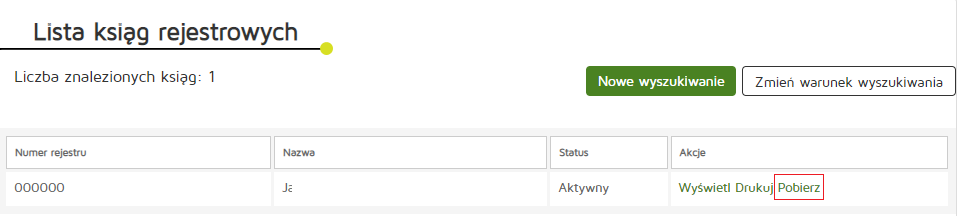 Lista ksiąg rejestrowych
Liczba znalezionych ksiąg: 1
Nowe wyszukiwanie Zmień warunek wyszukiwania
Numer rejestru Nazwa Status Akcje
000000 Ja Aktywny Wyświetl Drukuj Pobierz